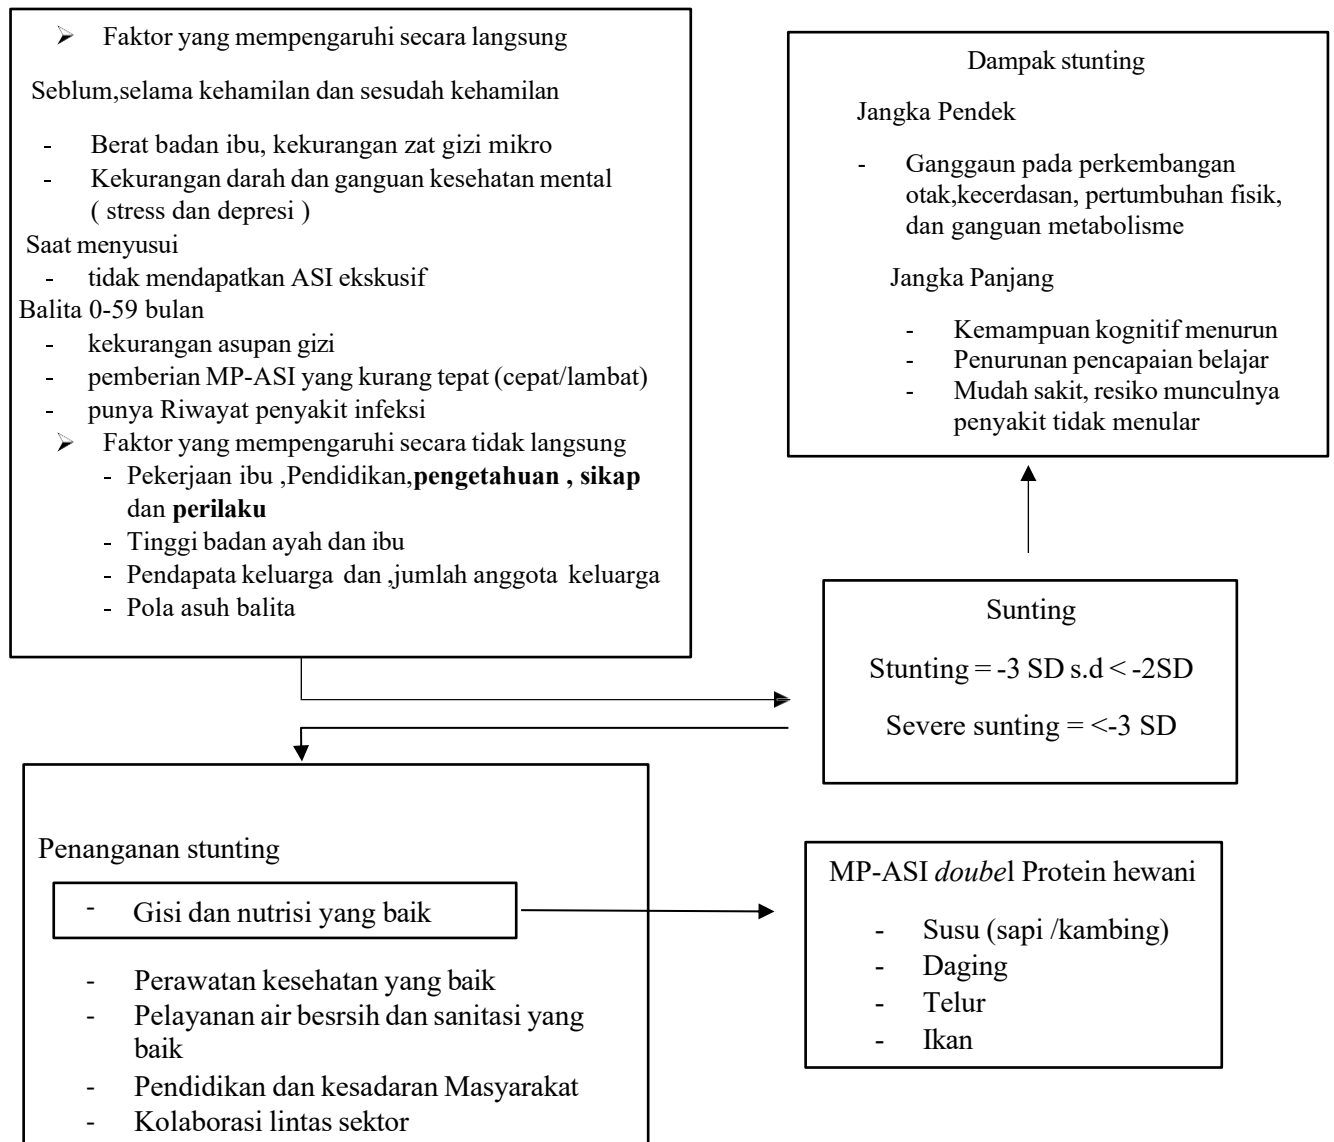 ➢ Faktor yang mempengaruhi secara langsung
Seblum,selama kehamilan dan sesudah kehamilan
- Berat badan ibu, kekurangan zat gizi mikro
- Kekurangan darah dan ganguan kesehatan mental
( stress dan depresi )
Saat menyusui
- tidak mendapatkan ASI ekskusif
Balita 0-59 bulan
- kekurangan asupan gizi
- pemberian MP-ASI yang kurang tepat (cepat/lambat)
- punya Riwayat penyakit infeksi
➢ Faktor yang mempengaruhi secara tidak langsung
- Pekerjaan ibu ,Pendidikan,pengetahuan , sikap
dan perilaku
- Tinggi badan ayah dan ibu
- Pendapata keluarga dan ,jumlah anggota keluarga
- Pola asuh balita
Dampak stunting
Jangka Pendek
- Ganggaun pada perkembangan
otak,kecerdasan, pertumbuhan fisik,
dan ganguan metabolisme
Jangka Panjang
- Kemampuan kognitif menurun
- Penurunan pencapaian belajar
- Mudah sakit, resiko munculnya
penyakit tidak menular
Sunting
Stunting = -3 SD s.d < -2SD
Severe sunting = <-3 SD
Penanganan stunting
- Gisi dan nutrisi yang baik
- Perawatan kesehatan yang baik
- Pelayanan air besrsih dan sanitasi yang
baik
- Pendidikan dan kesadaran Masyarakat
- Kolaborasi lintas sektor
MP-ASI doubel Protein hewani
- Susu (sapi /kambing)
- Daging
- Telur
- Ikan